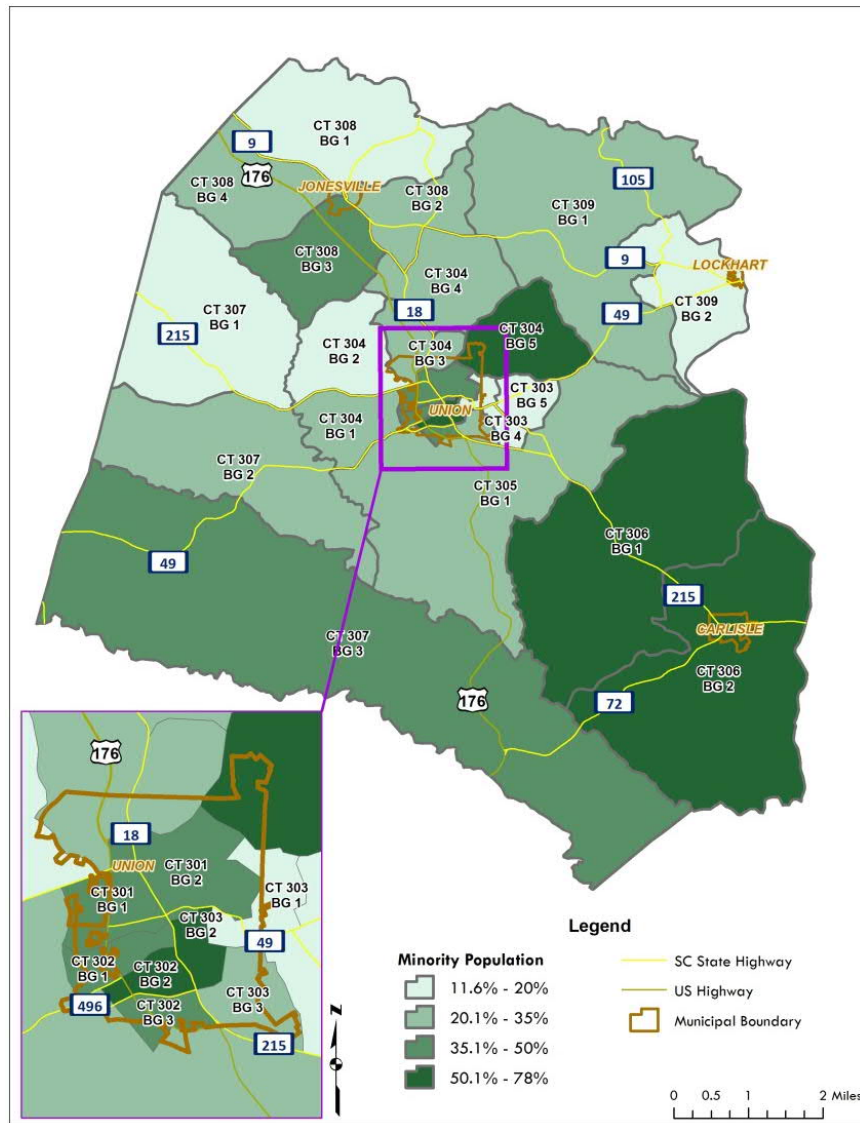 CT 308
BG 1
9
JONESVILLE
176
CT 308
BG 4
CT 308
BG 2
105
CT 309
BG 1
CT 308
BG 3
9
LOCKHART
CT 304
BG 4
CT 309
BG 2
CT 307
BG 1
215
18
49
CT 304
BG 5
CT 304
BG 2
CT 304
BG 3
CT 303
BG 5
UNION
CT 303
BG 4
CT 304
BG 1
CT 307
BG 2
CT 305
BG 1
49
CT 306
BG 1
215
CARLISLE
CT 307
BG 3
CT 306
BG 2
176
72
176
18
UNION
CT 301
BG 2
CT 301
BG 1
CT 303
BG 1
CT 303
BG 2
49
CT 302
BG 1
CT 302
BG 2
CT 303
BG 3
496
CT 302
BG 3
215
N
Legend
Minority Population
11.6% - 20%
20.1% - 35%
35.1% - 50%
50.1% - 78%
SC State Highway
US Highway
Municipal Boundary
0 0.5 1 2 Miles